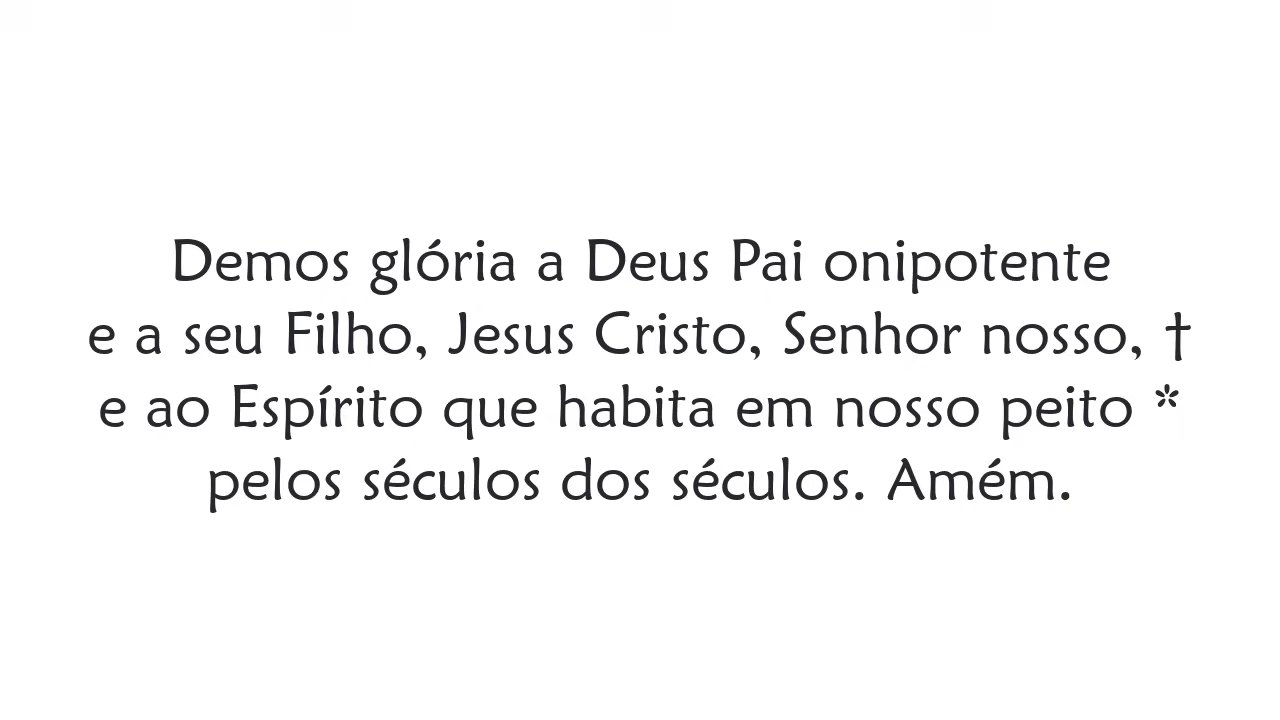 Demos glória a Deus Pai onipotente
e a seu Filho, Jesus Cristo, Senhor nosso, †
e ao Espírito que habita em nosso peito *
pelos séculos dos séculos. Amém.